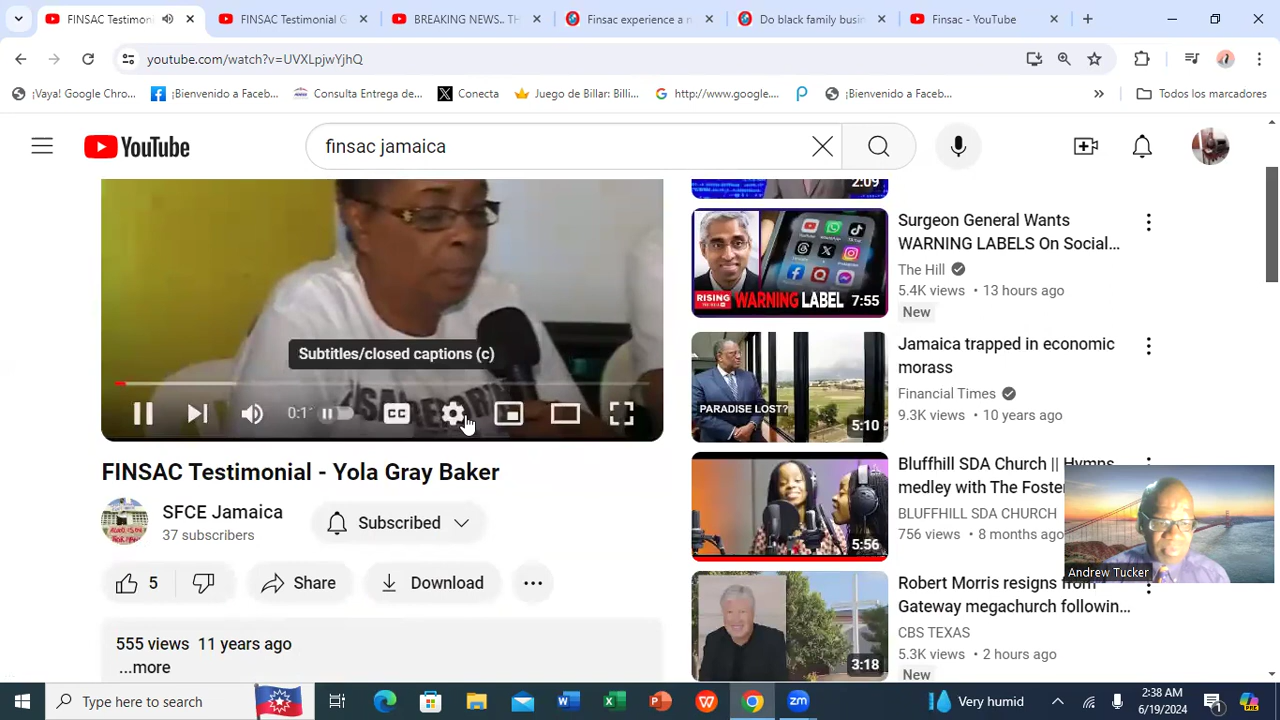 FINSAC Testimonial
FINSAC Testimonial G
BREAKING NEWS.. TH
Finsac experience a n
Do black family busin
Finsac - YouTube
youtube.com/watch?v=UVXLpjwYjhQ
¡Vaya! Google Chro...
¡Bienvenido a Faceb...
Consulta Entrega de...
Conecta
Juego de Billar: Billi...
http://www.google....
¡Bienvenido a Faceb...
Todos los marcadores
YouTube
finsac jamaica
2:09
Surgeon General Wants
WARNING LABELS On Social...
The Hill
5.4K views • 13 hours ago
New
RISING
THE HILL
WARNING LABEL
7:55
Jamaica trapped in economic
morass
Financial Times
9.3K views • 10 years ago
PARADISE LOST?
5:10
Subtitles/closed captions (c)
0:1
CC
FINSAC Testimonial - Yola Gray Baker
SFCE Jamaica
37 subscribers
Subscribed
5
Share
Download
555 views 11 years ago
...more
Bluffhill SDA Church || Hymns
medley with The Foster
BLUFFHILL SDA CHURCH
756 views • 8 months ago
5:56
Andrew Tucker
Robert Morris resigns from
Gateway megachurch followin...
CBS TEXAS
5.3K views • 2 hours ago
New
3:18
Type here to search
Very humid
2:38 AM
6/19/2024